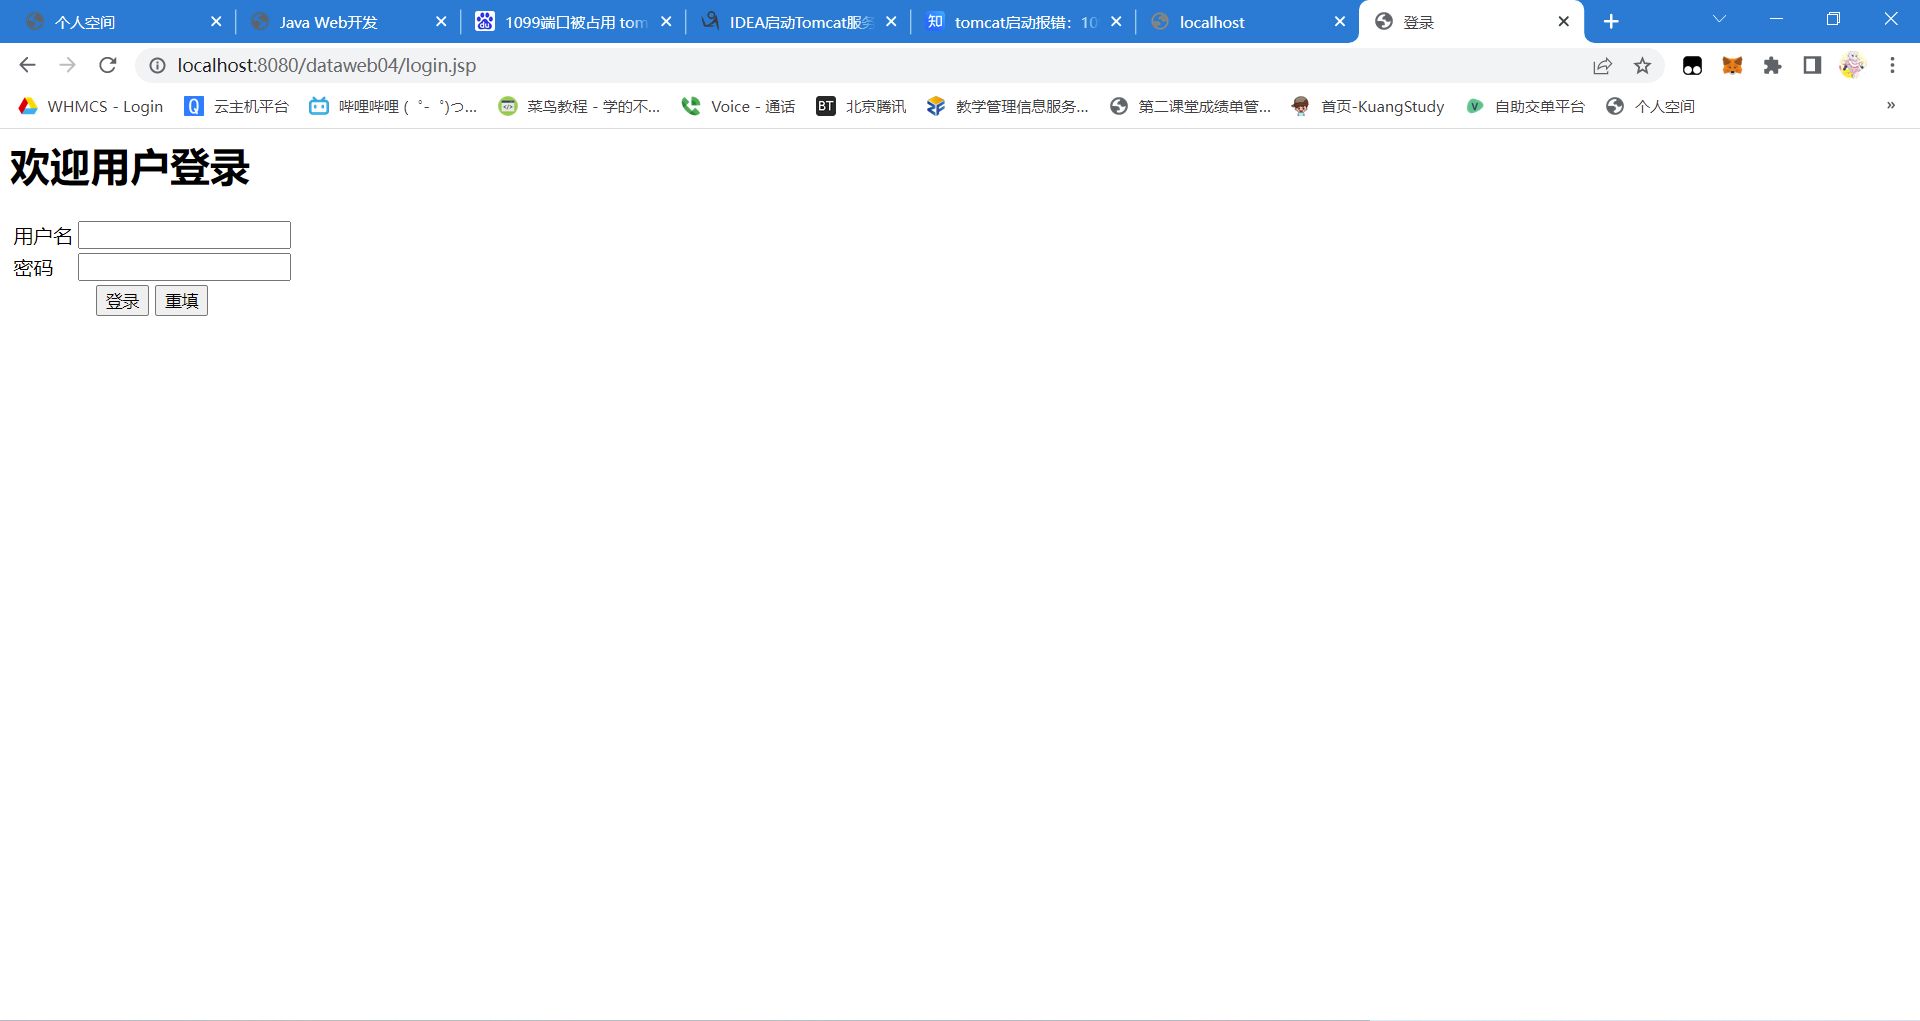 个人空间
Java Web开发
1099端口被占用 tom
IDEA启动Tomcat服务
tomcat启动报错：10
localhost
登录
localhost:8080/dataweb04/login.jsp
WHMCS - Login
云主机平台
哔哩哔哩 ( ゜- ゜)つ...
菜鸟教程 - 学的不...
Voice - 通话
BT 北京腾讯
教学管理信息服务...
第二课堂成绩单管...
首页-KuangStudy
自助交单平台
个人空间
欢迎用户登录
用户名
密码
登录 重填